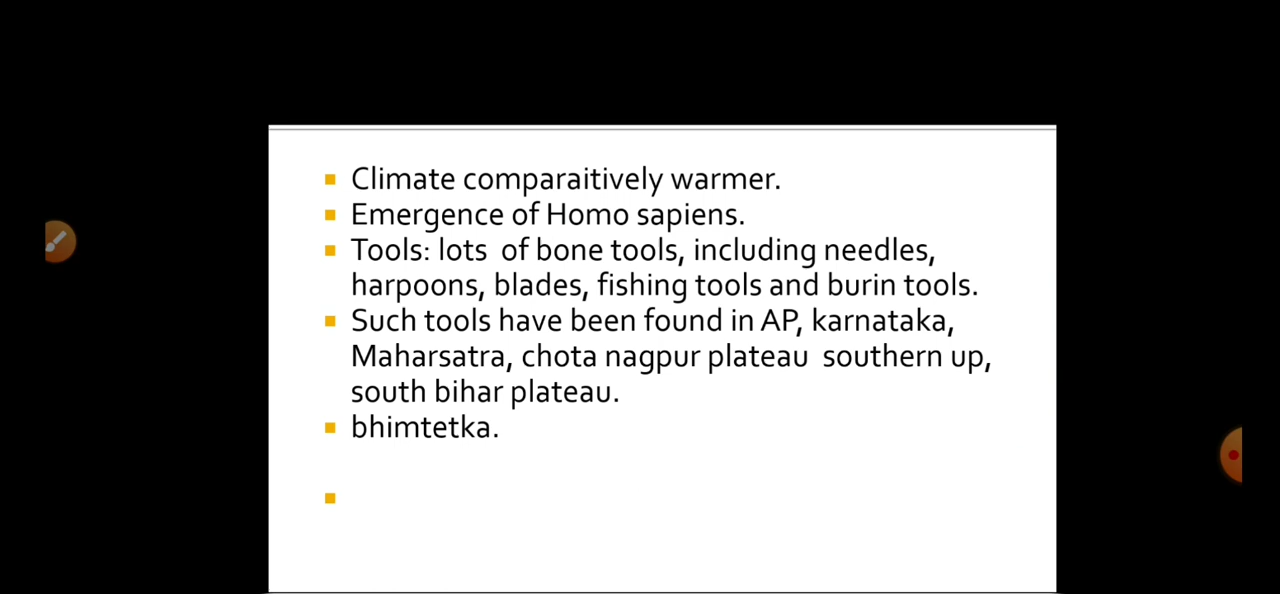 Climate comparaitively warmer.
Emergence of Homo sapiens.
Tools: lots  of bone tools, including needles,
harpoons, blades, fishing tools and burin tools.
Such tools have been found in AP, karnataka,
Maharsatra, chota nagpur plateau  southern up,
south bihar plateau.
bhimtetka.